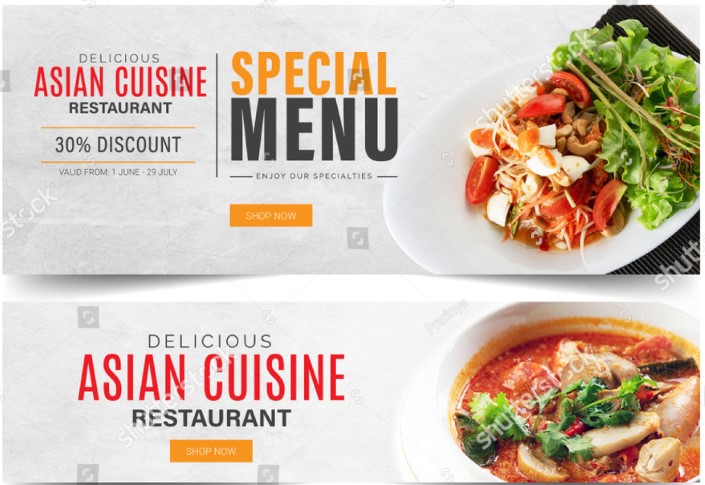 DELICIOUS
ASIAN CUISINE
RESTAURANT
30% DISCOUNT
VALID FROM: 1 JUNE - 29 JULY
SPECIAL
MENU
ENJOY OUR SPECIALTIES
SHOP NOW
shutterstock
DELICIOUS
ASIAN CUISINE
RESTAURANT
SHOP NOW
shutterstock